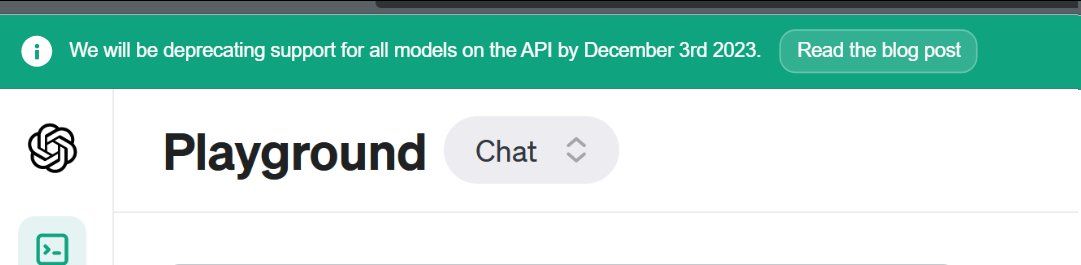 We will be deprecating support for all models on the API by December 3rd 2023. Read the blog post
Playground Chat